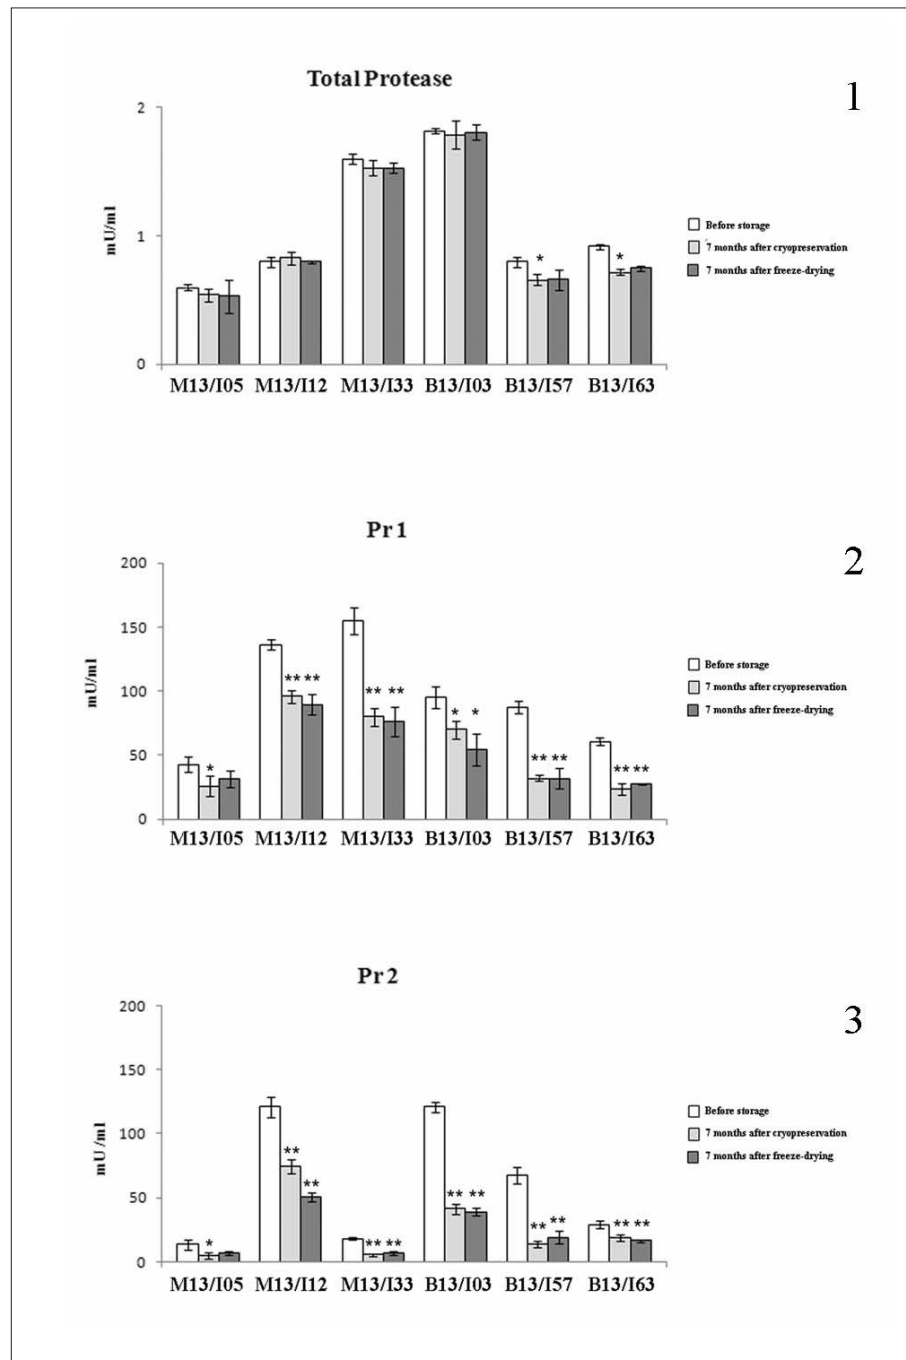 Total Protease
1
2
1
0
mU/ml
* *
Before storage
7 months after cryopreservation
7 months after freeze-drying
M13/I05 M13/I12 M13/I33 B13/I03 B13/I57 B13/I63
Pr 1
2
200
150
100
50
0
mU/ml
* ** ** ** ** * * ** ** ** **
Before storage
7 months after cryopreservation
7 months after freeze-drying
M13/I05 M13/I12 M13/I33 B13/I03 B13/I57 B13/I63
Pr 2
3
200
150
100
50
0
mU/ml
* ** ** ** ** ** ** ** ** ** **
Before storage
7 months after cryopreservation
7 months after freeze-drying
M13/I05 M13/I12 M13/I33 B13/I03 B13/I57 B13/I63